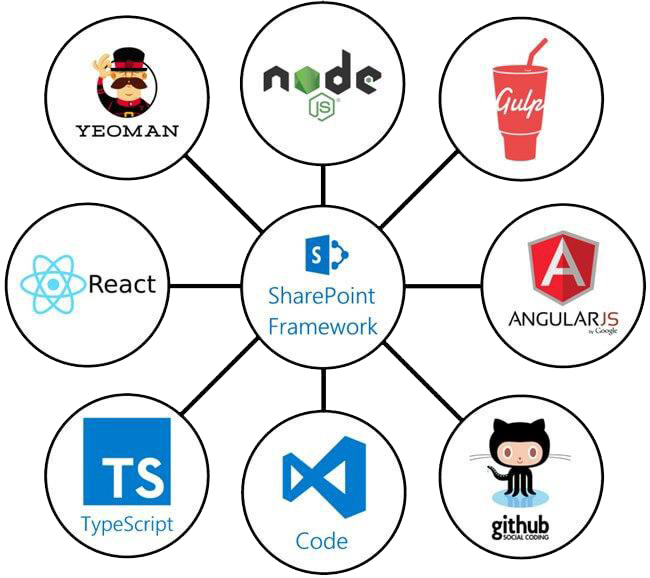 YEOMAN
node
JS
Gulp
React
S
SharePoint
Framework
A
ANGULARJS
by Google
TS
TypeScript
Code
github
SOCIAL CODING